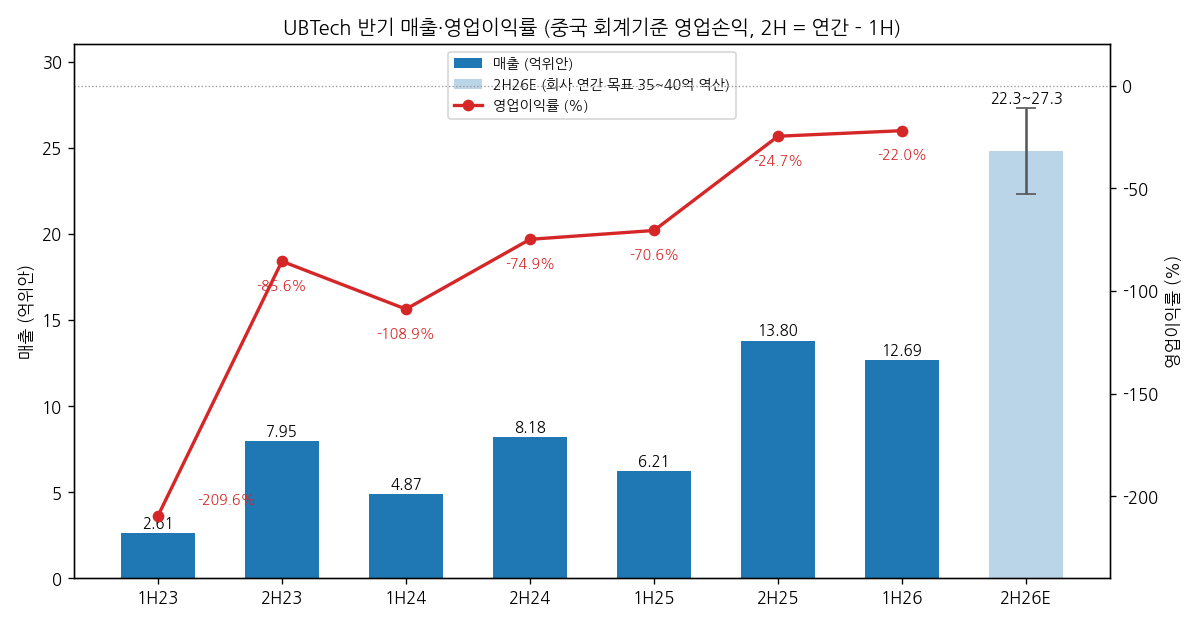 UBTech 반기 매출·영업이익률 (중국 회계기준 영업손익, 2H = 연간 - 1H)
매출 (억위안)
2H26E (회사 연간 목표 35~40억 역산)
영업이익률 (%)
매출 (억위안)
30
25
20
15
10
5
0
영업이익률 (%)
0
-50
-100
-150
-200
-209.6%
-85.6%
-108.9%
-74.9%
-70.6%
-24.7%
-22.0%
2.61
7.95
4.87
8.18
6.21
13.80
12.69
22.3~27.3
1H23
2H23
1H24
2H24
1H25
2H25
1H26
2H26E